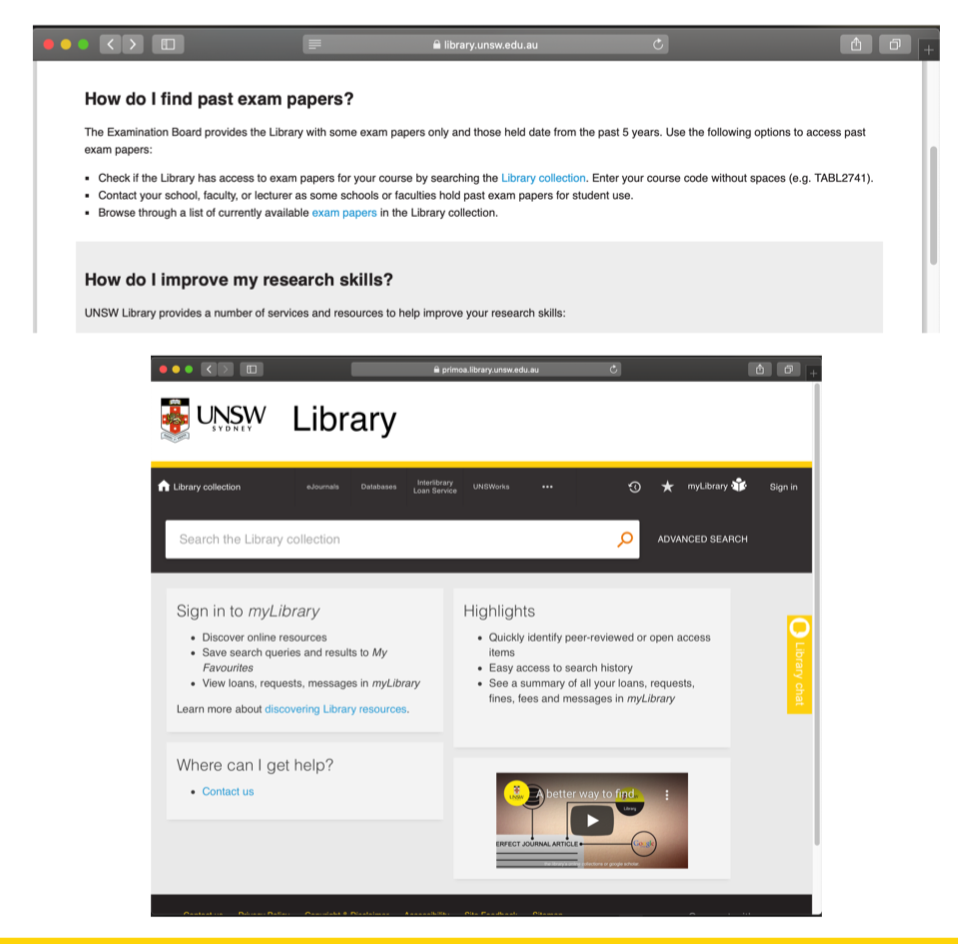 library.unsw.edu.au
How do I find past exam papers?
The Examination Board provides the Library with some exam papers only and those held date from the past 5 years. Use the following options to access past
exam papers:
• Check if the Library has access to exam papers for your course by searching the Library collection. Enter your course code without spaces (e.g. TABL2741).
• Contact your school, faculty, or lecturer as some schools or faculties hold past exam papers for student use.
• Browse through a list of currently available exam papers in the Library collection.
How do I improve my research skills?
UNSW Library provides a number of services and resources to help improve your research skills:
primoa.library.unsw.edu.au
UNSW
SYDNEY
Library
Library collection
eJournals
Databases
Interlibrary
Loan Service
UNSWorks
•••
myLibrary
Sign in
Search the Library collection
ADVANCED SEARCH
Sign in to myLibrary
• Discover online resources
• Save search queries and results to My
Favourites
• View loans, requests, messages in myLibrary
Learn more about discovering Library resources.
Where can I get help?
• Contact us
Highlights
• Quickly identify peer-reviewed or open access
items
• Easy access to search history
• See a summary of all your loans, requests,
fines, fees and messages in myLibrary
Library chat
UNSW
A better way to find
Library
ERFECT JOURNAL ARTICLE
Google
Contact us
Privacy Policy
Copyright & Disclaimer
Accessibility
Site Feedback
Sitemap